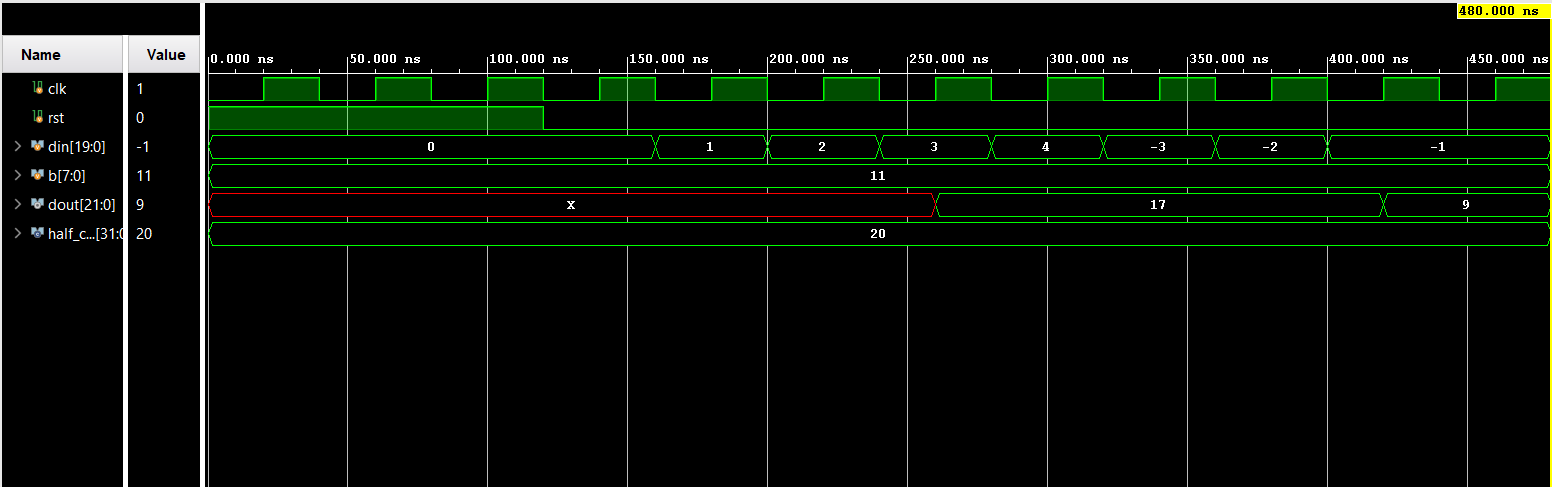 480.000 ns
Name Value 0.000 ns 50.000 ns 100.000 ns 150.000 ns 200.000 ns 250.000 ns 300.000 ns 350.000 ns 400.000 ns 450.000 ns
clk 1
rst 0
din[19:0] -1 0 1 2 3 4 -3 -2 -1
b[7:0] 11 11
dout[21:0] 9 X 17 9
half_c...[31:0 20 20